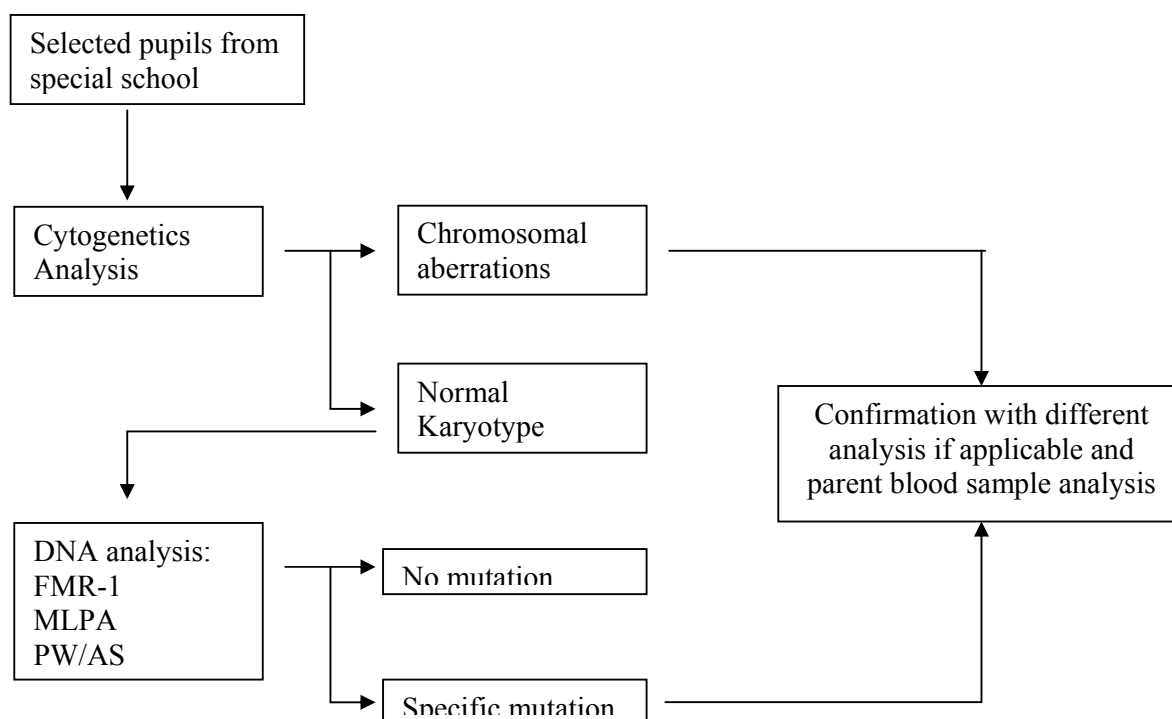 Selected pupils from
special school
Cytogenetics
Analysis
Chromosomal
aberrations
Normal
Karyotype
Confirmation with different
analysis if applicable and
parent blood sample analysis
DNA analysis:
FMR-1
MLPA
PW/AS
No mutation
Specific mutation